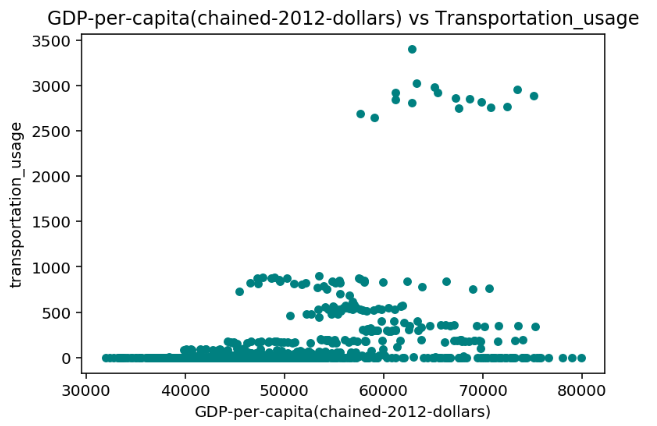 GDP-per-capita(chained-2012-dollars) vs Transportation_usage
3500
3000
2500
2000
1500
1000
500
0
transportation_usage
30000 40000 50000 60000 70000 80000
GDP-per-capita(chained-2012-dollars)